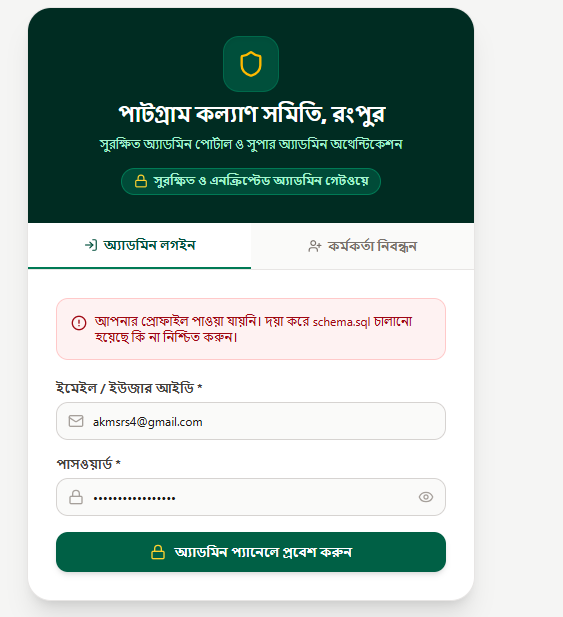 পাটগ্রাম কল্যাণ সমিতি, রংপুর
সুরক্ষিত অ্যাডমিন পোর্টাল ও সুপার অ্যাডমিন অথেন্টিকেশন
সুরক্ষিত ও এনক্রিপ্টেড অ্যাডমিন গেটওয়ে
অ্যাডমিন লগইন
কর্মকর্তা নিবন্ধন
আপনার প্রোফাইল পাওয়া যায়নি। দয়া করে schema.sql চালানো
হয়েছে কি না নিশ্চিত করুন।
ইমেইল / ইউজার আইডি *
akmsrs4@gmail.com
পাসওয়ার্ড *
•••••••••••••••••
অ্যাডমিন প্যানেলে প্রবেশ করুন